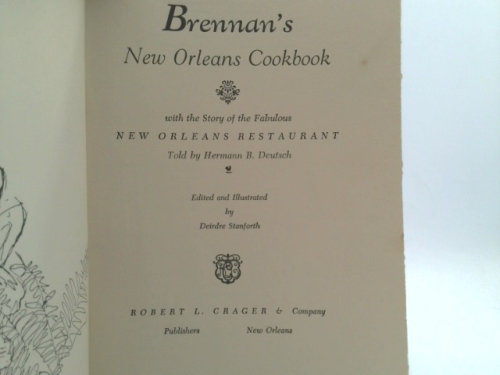 Brennan's
New Orleans Cookbook
with the Story of the Fabulous
NEW ORLEANS RESTAURANT
Told by Hermann B. Deutsch
Edited and Illustrated
by
Deirdre Stanforth
ROBERT L. CRAGER & Company
Publishers New Orleans